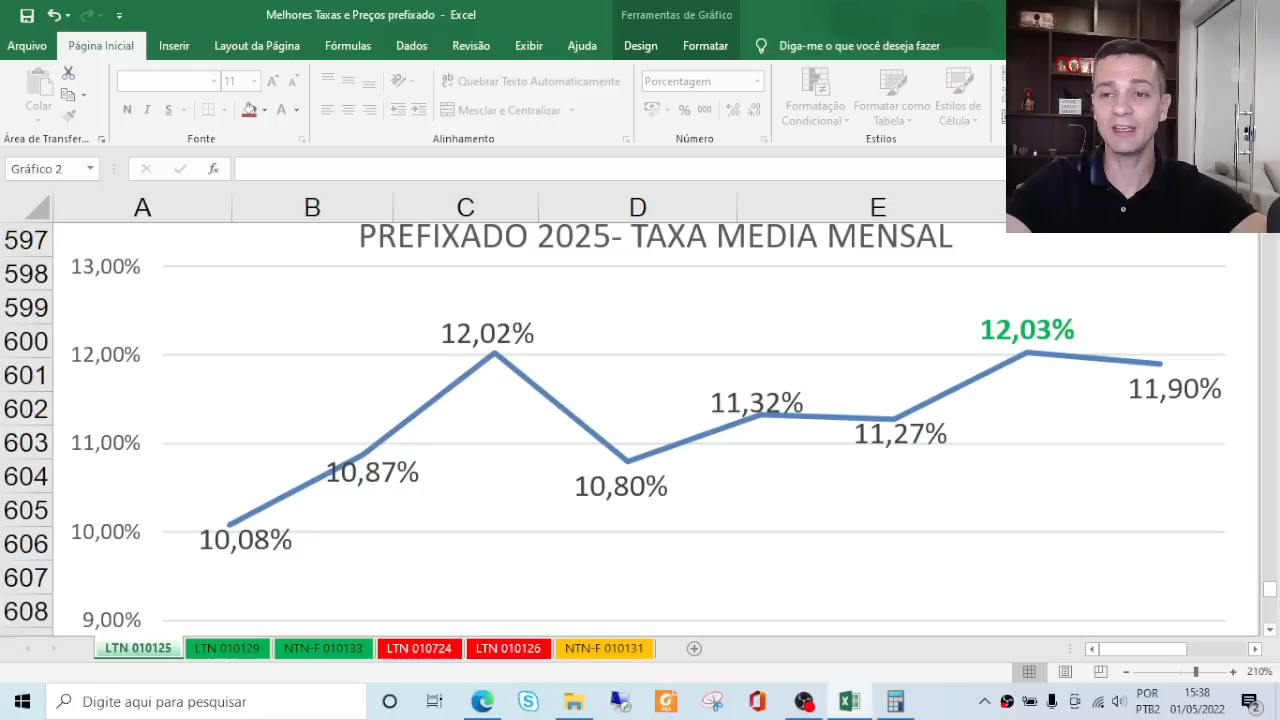 Melhores Taxas e Preços prefixado - Excel
Ferramentas de Gráfico
Arquivo Página Inicial Inserir Layout da Página Fórmulas Dados Revisão Exibir Ajuda Design Formatar Diga-me o que você deseja fazer
Colar
11
Quebrar Texto Automaticamente
Porcentagem
N I S
Mesclar e Centralizar
% 000
Formatação Condicional
Formatar como Tabela
Estilos de Célula
Área de Transfer... Fonte Alinhamento Número Estilos
Gráfico 2
fx
A B C D E
PREFIXADO 2025- TAXA MEDIA MENSAL
597
598
599
600
601
602
603
604
605
606
607
608
13,00%
12,00%
11,00%
10,00%
9,00%
10,08%
10,87%
12,02%
10,80%
11,32%
11,27%
12,03%
11,90%
LTN 010125 LTN 010129 NTN-F 010133 LTN 010724 LTN 010126 NTN-F 010131
210%
Digite aqui para pesquisar
POR
PTB2
15:38
01/05/2022
2